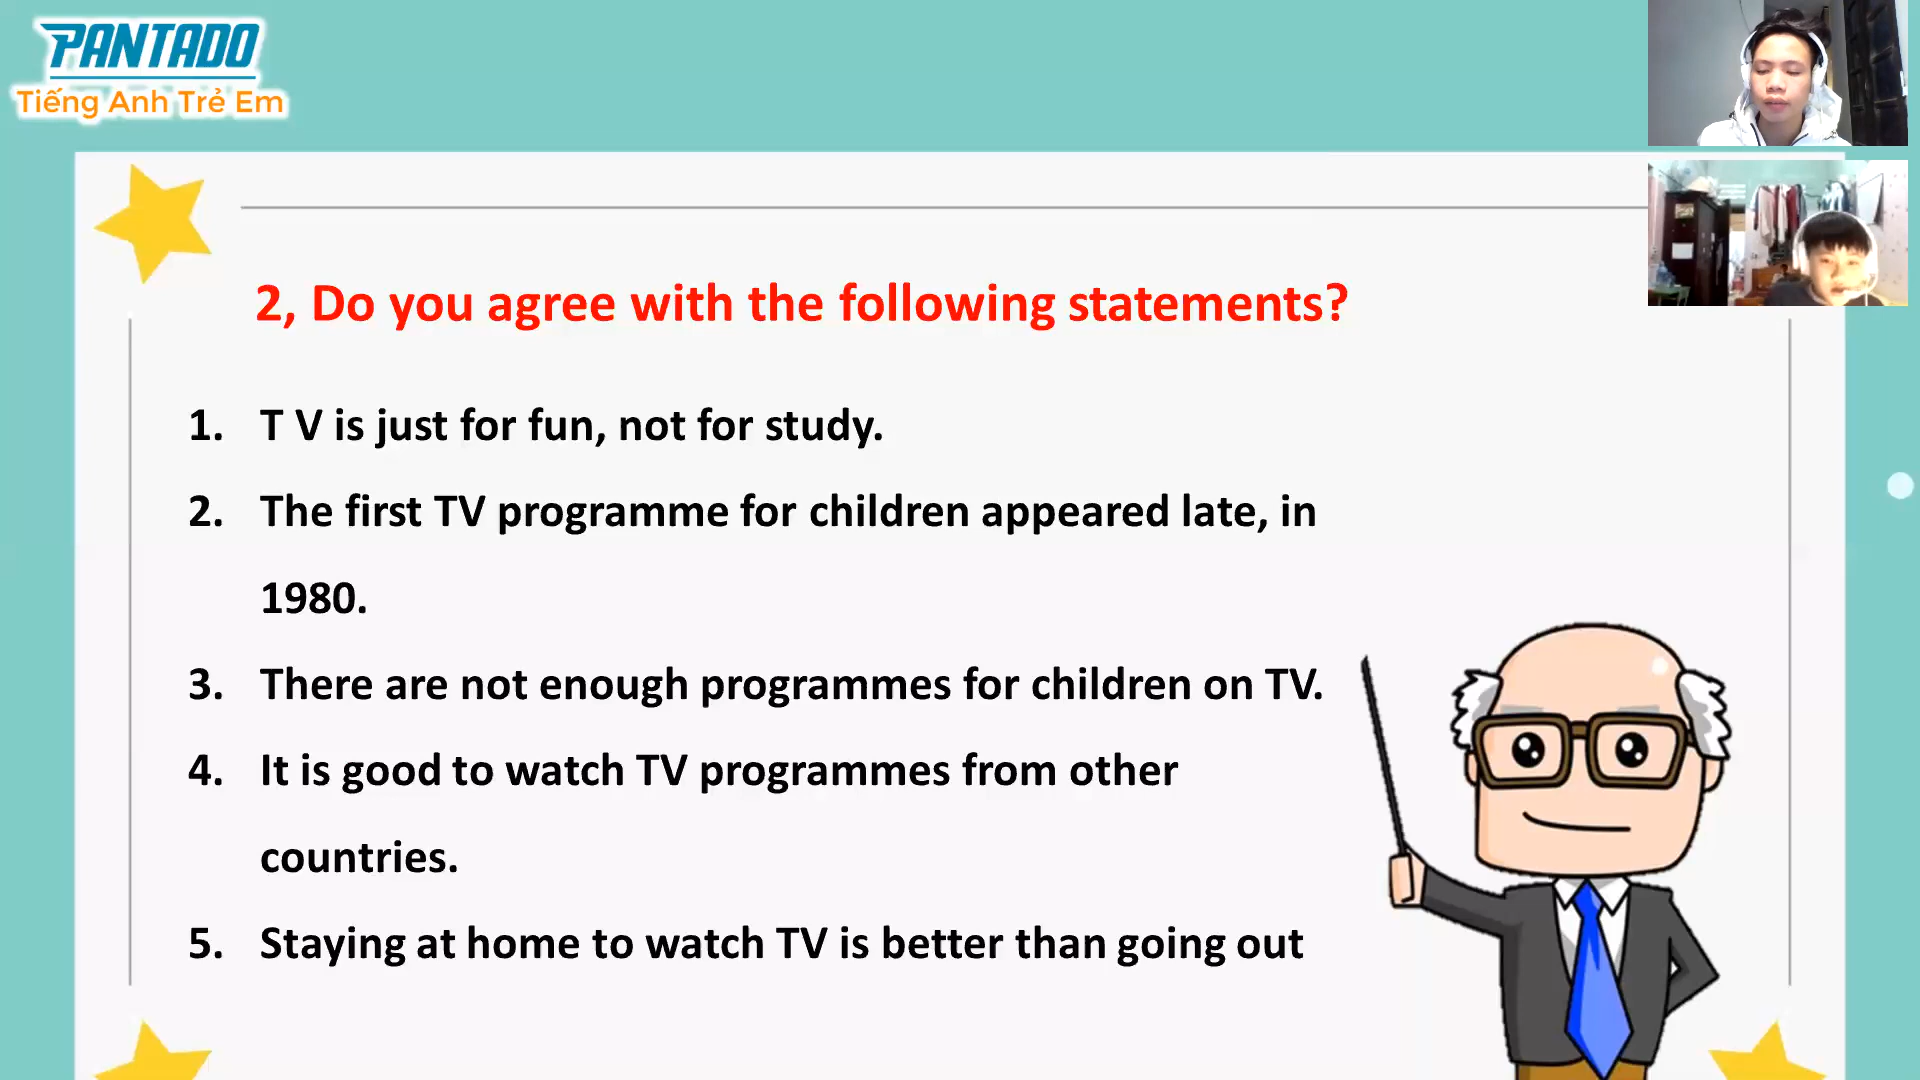 PANTADO
Tiếng Anh Trẻ Em
2, Do you agree with the following statements?
1. T V is just for fun, not for study.
2. The first TV programme for children appeared late, in
1980.
3. There are not enough programmes for children on TV.
4. It is good to watch TV programmes from other
countries.
5. Staying at home to watch TV is better than going out